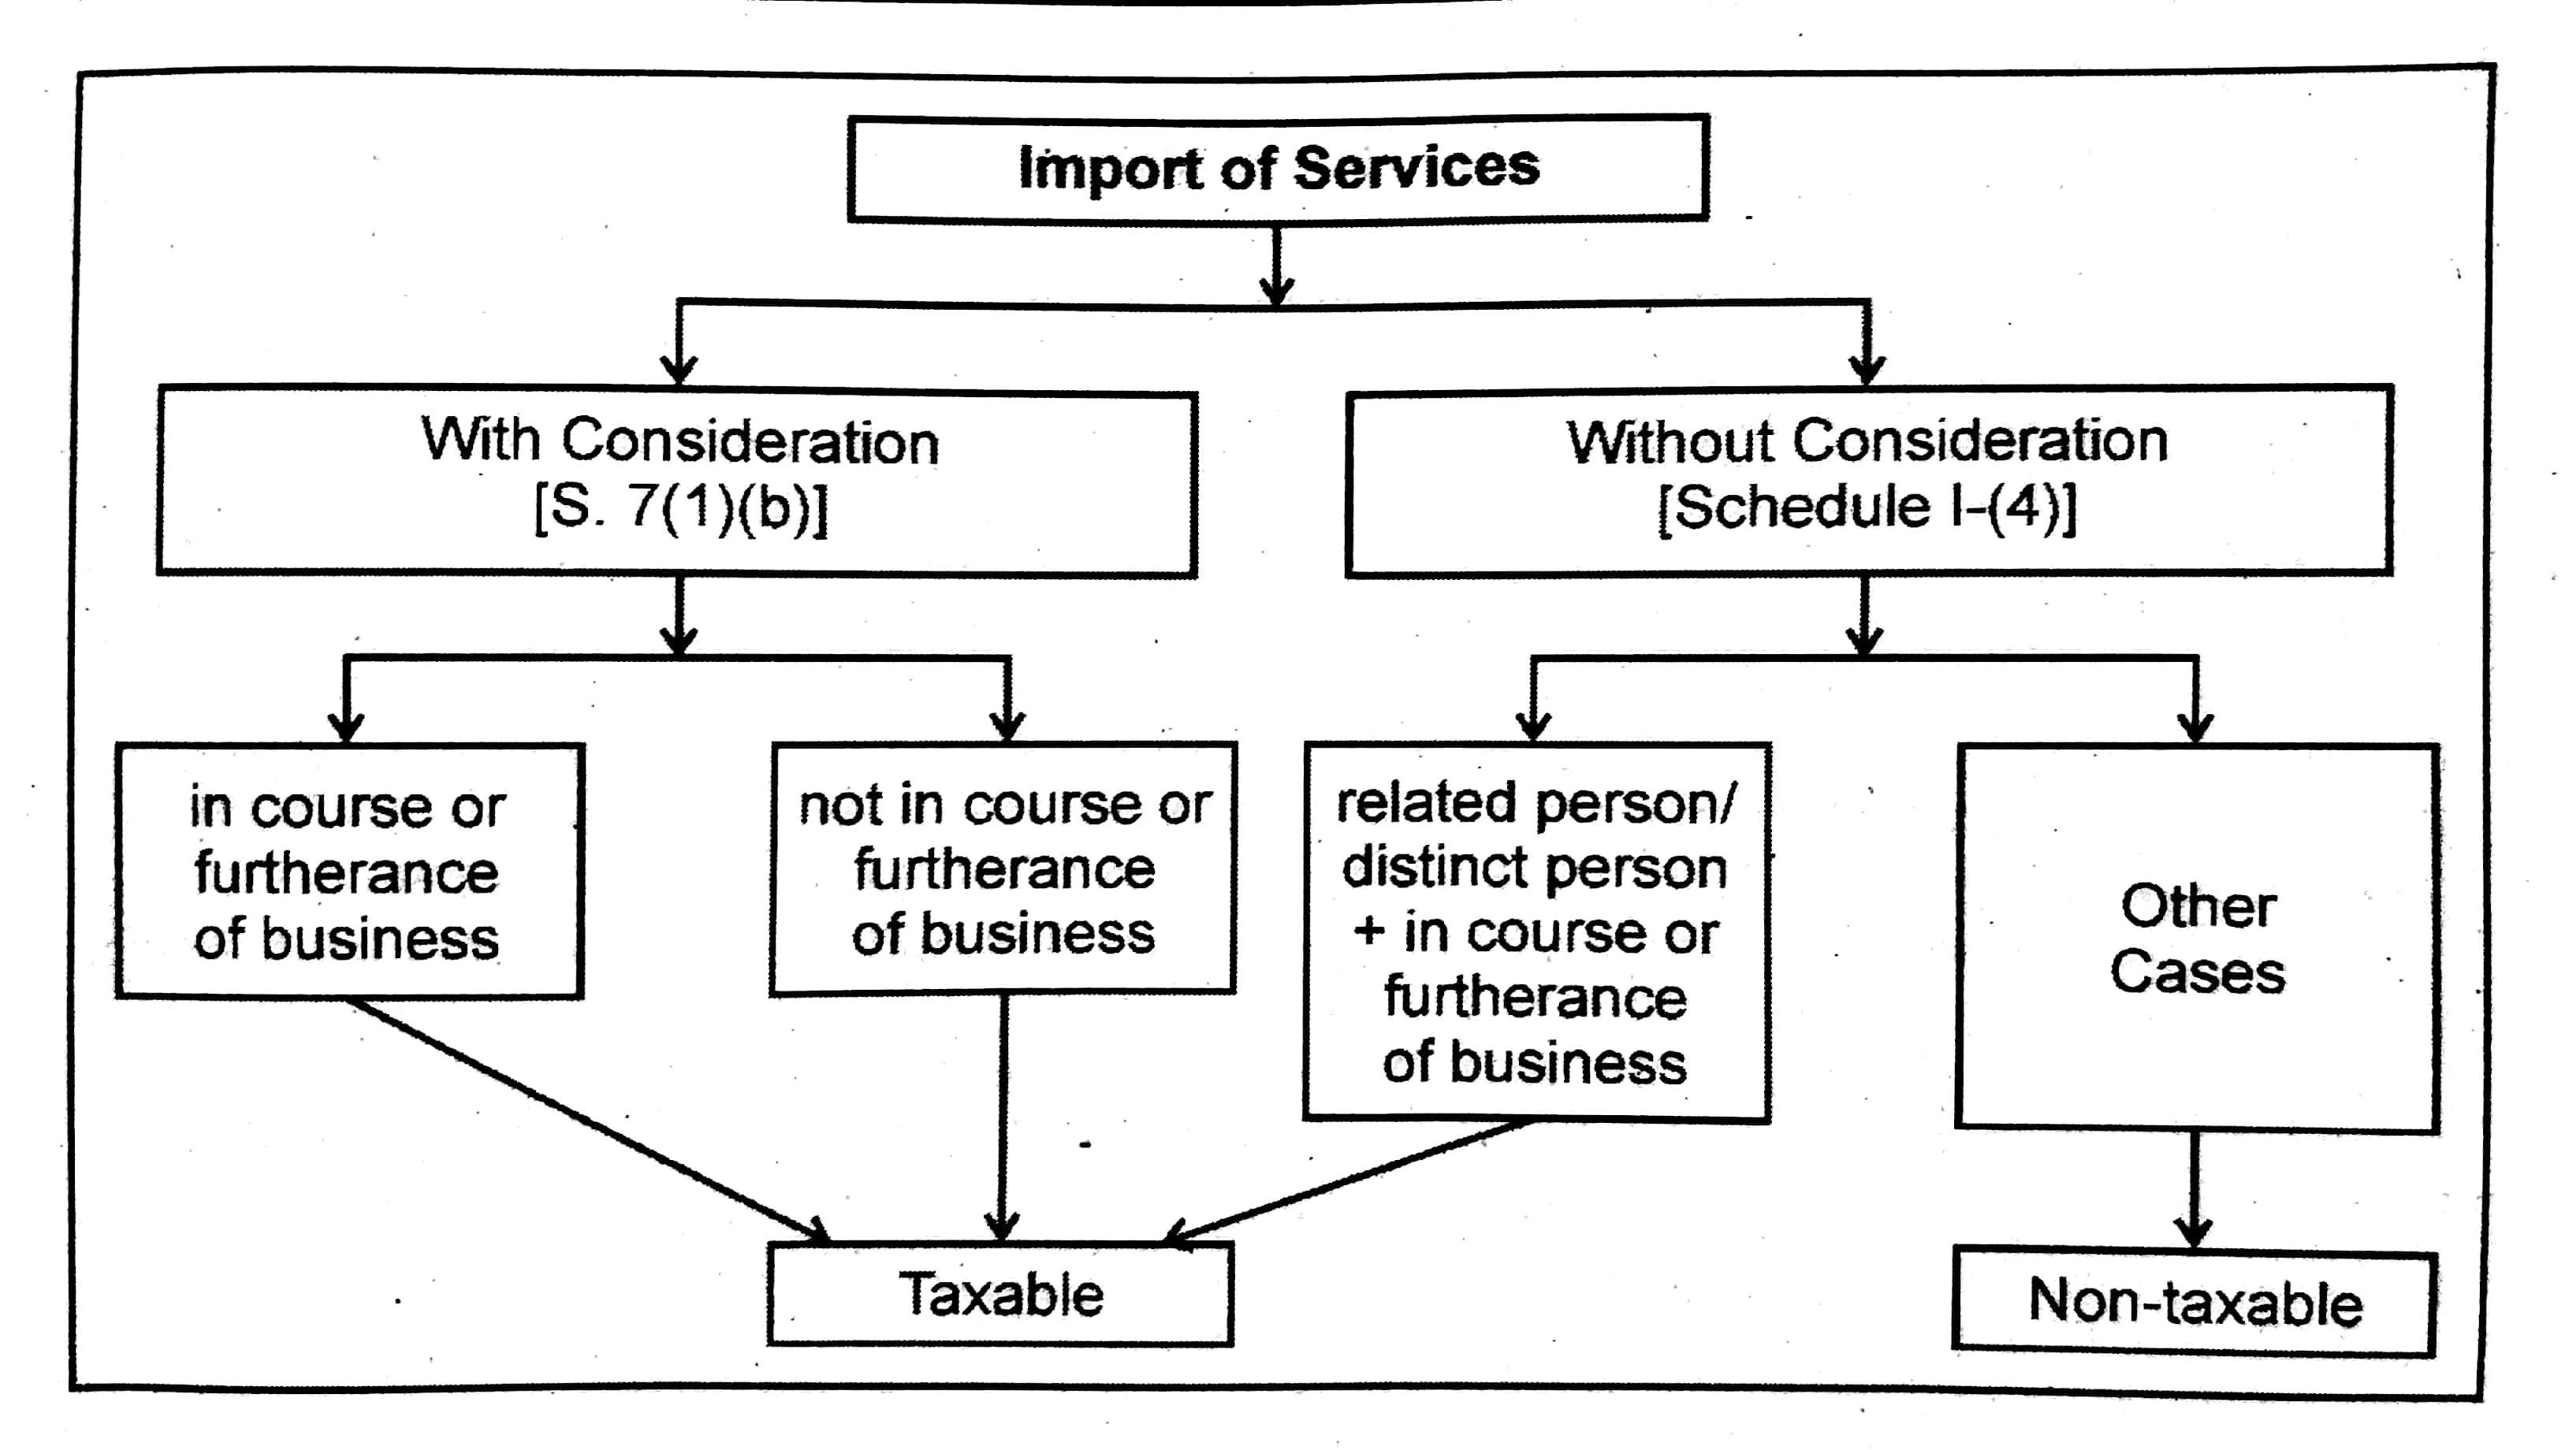 Import of Services
With Consideration
[S. 7(1)(b)]
Without Consideration
[Schedule I-(4)]
in course or
furtherance
of business
not in course or
furtherance
of business
related person/
distinct person
+ in course or
furtherance
of business
Other
Cases
Taxable
Non-taxable